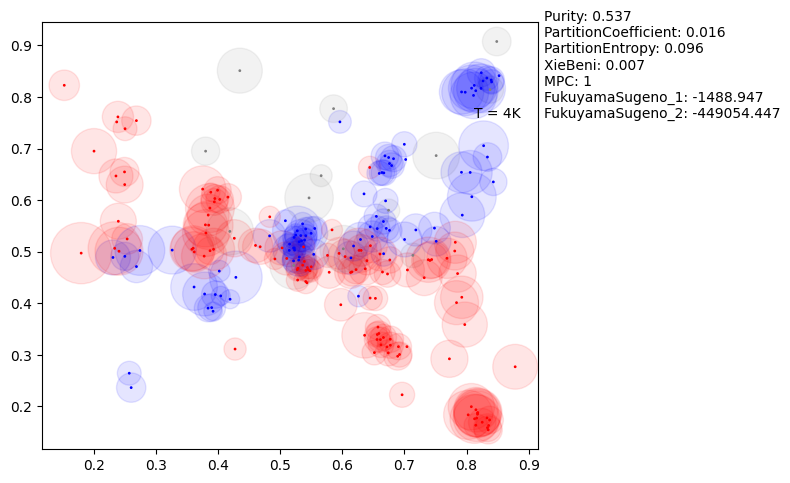 Purity: 0.537
PartitionCoefficient: 0.016
PartitionEntropy: 0.096
XieBeni: 0.007
MPC: 1
FukuyamaSugeno_1: -1488.947
FukuyamaSugeno_2: -449054.447
T = 4K
0.9
0.8
0.7
0.6
0.5
0.4
0.3
0.2
0.2 0.3 0.4 0.5 0.6 0.7 0.8 0.9